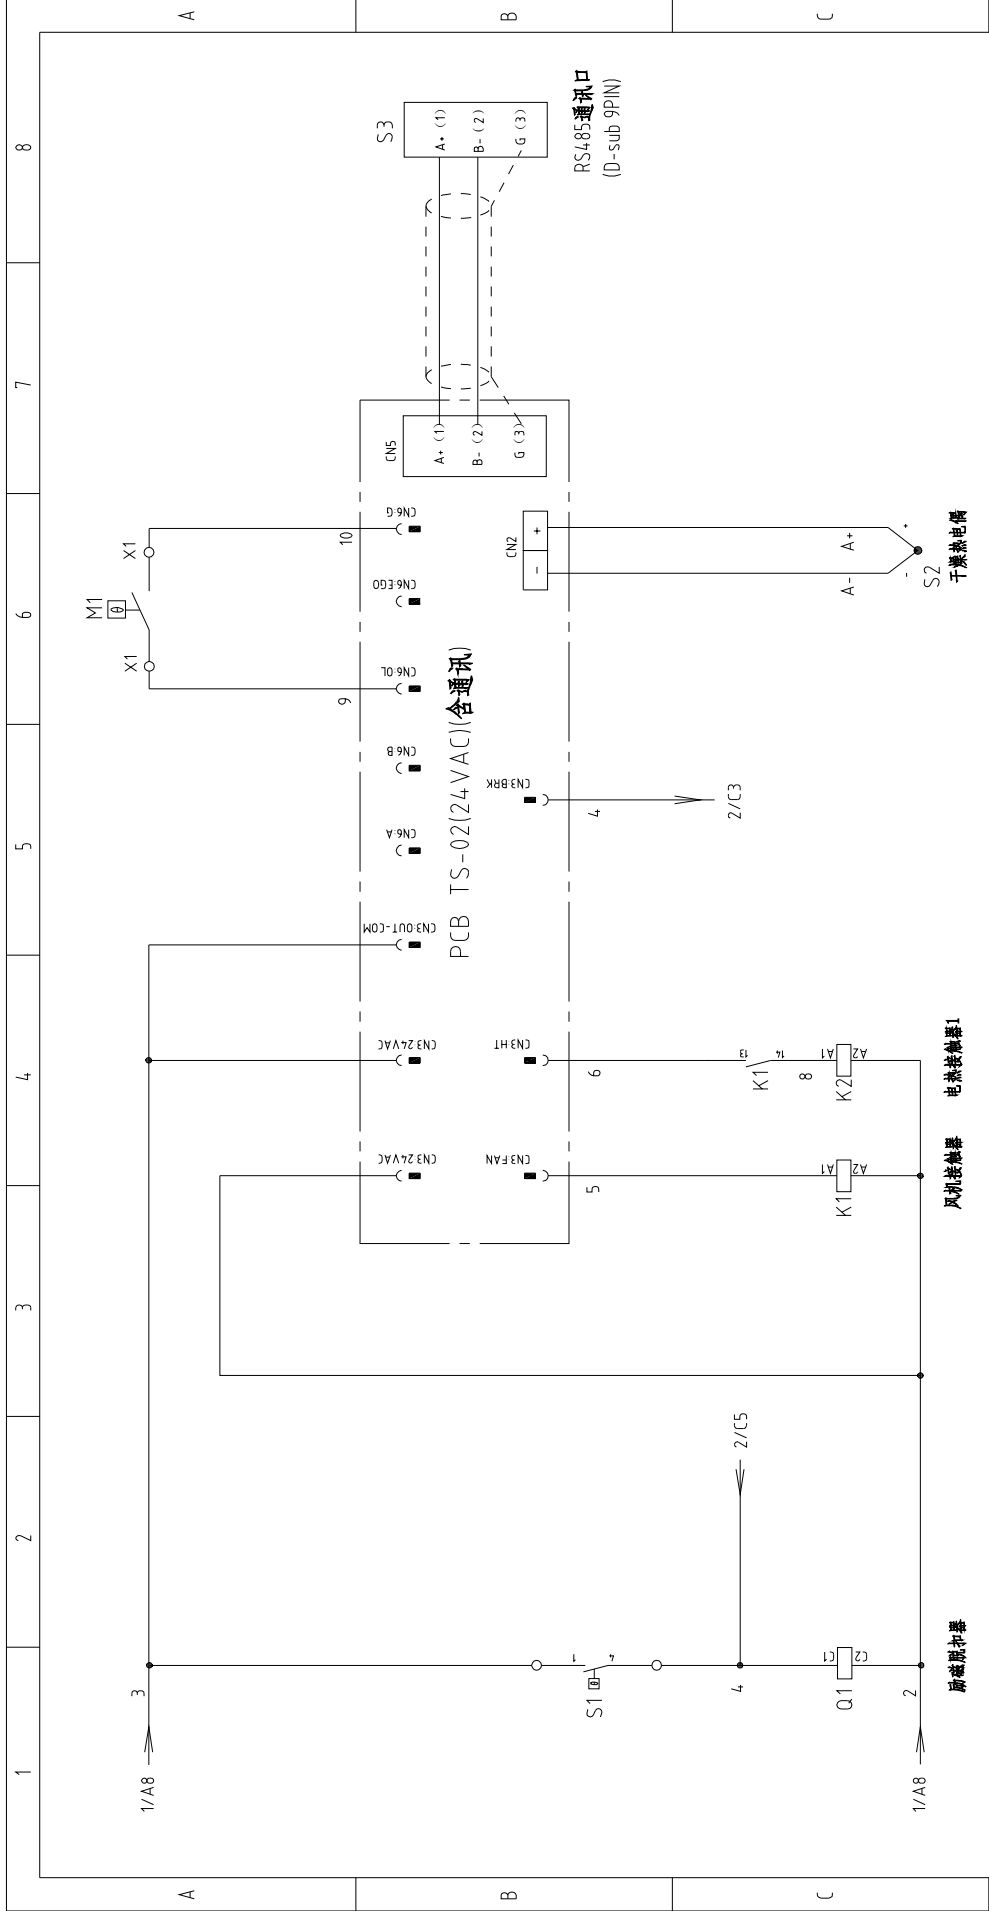 1
2
3
4
5
6
7
8
A
B
C
A
B
C
1/A8
3
1/A8
2
S1
1
4
4
Q1
C1
C2
励磁脱扣器
2/C5
CN3:24VAC
CN3:FAN
5
K1
A1
A2
风机接触器
CN3:24VAC
CN3:HT
6
K1
13
14
8
K2
A1
A2
电热接触器1
CN3:OUT-COM
PCB TS-02(24VAC)(含通讯)
CN6:A
CN6:B
CN3:BRK
4
2/C3
CN6:OL
9
X1
M1
θ
X1
CN6:EGO
CN6:G
10
CN2
- +
A-
A+
-
+
S2
干燥热电偶
CN5
A+ (1)
B- (2)
G (3)
S3
A+ (1)
B- (2)
G (3)
RS485通讯口
(D-sub 9PIN)